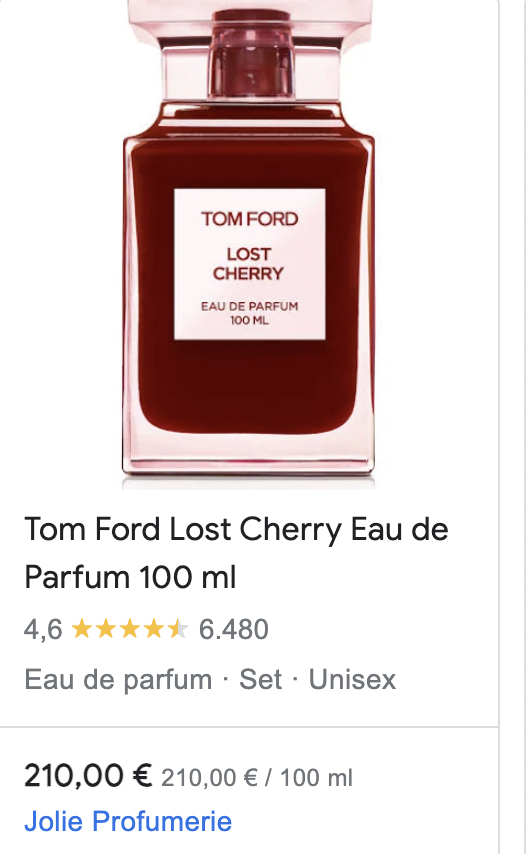 TOM FORD
LOST
CHERRY
EAU DE PARFUM
100 ML
Tom Ford Lost Cherry Eau de
Parfum 100 ml
4,6 6.480
Eau de parfum · Set · Unisex
210,00 € 210,00 € / 100 ml
Jolie Profumerie